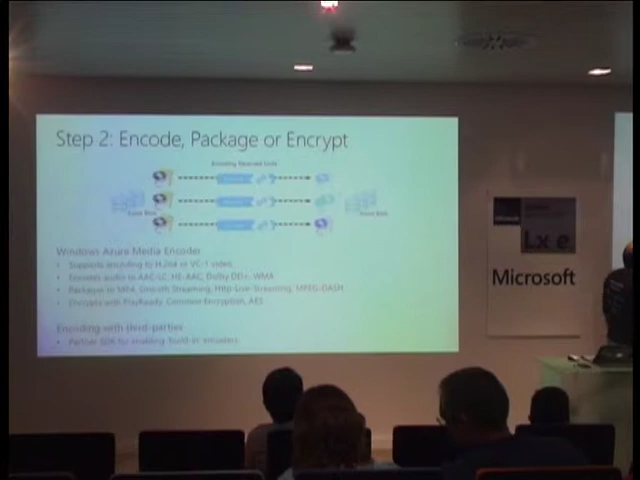 Step 2: Encode, Package or Encrypt
Windows Azure Media Encoder
• Supports encoding to H.264 or VC-1 video
• Encodes audio to AAC-LC, HE-AAC, Dolby DD+, WMA
• Packages to MP4, Smooth Streaming, Http-Live-Streaming, MPEG-DASH
• Encrypts with PlayReady, Common Encryption, AES
Encoding with third-parties
• Partner SDK for enabling "build-in" encoders
Microsoft